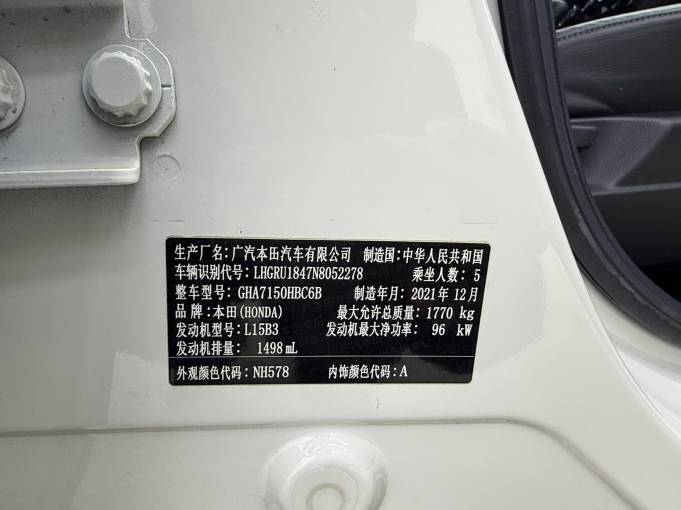 生产厂名：广汽本田汽车有限公司 制造国：中华人民共和国
车辆识别代号：LHGRU1847N8052278 乘坐人数：5
整车型号：GHA7150HBC6B 制造年月：2021年12月
品牌：本田(HONDA) 最大允许总质量：1770 kg
发动机型号：L15B3 发动机最大净功率：96 kW
发动机排量：1498mL
外观颜色代码：NH578 内饰颜色代码：A